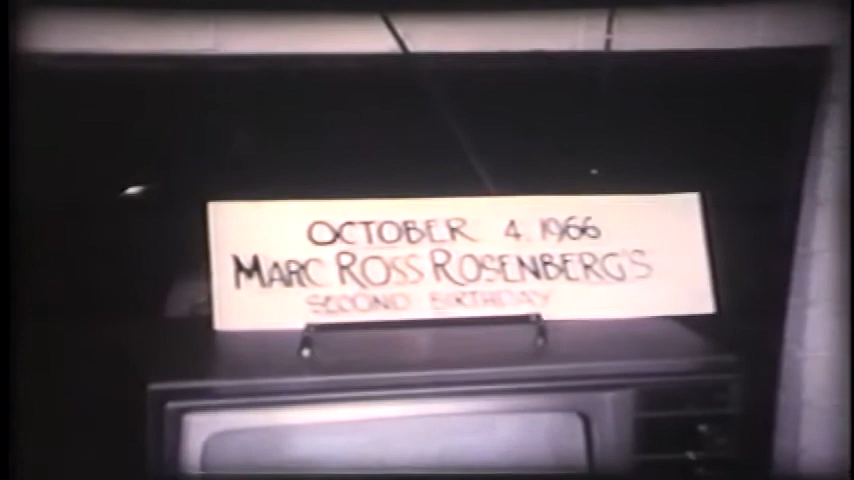 OCTOBER 4, 1966
MARC ROSS ROSENBERG'S
SECOND BIRTHDAY